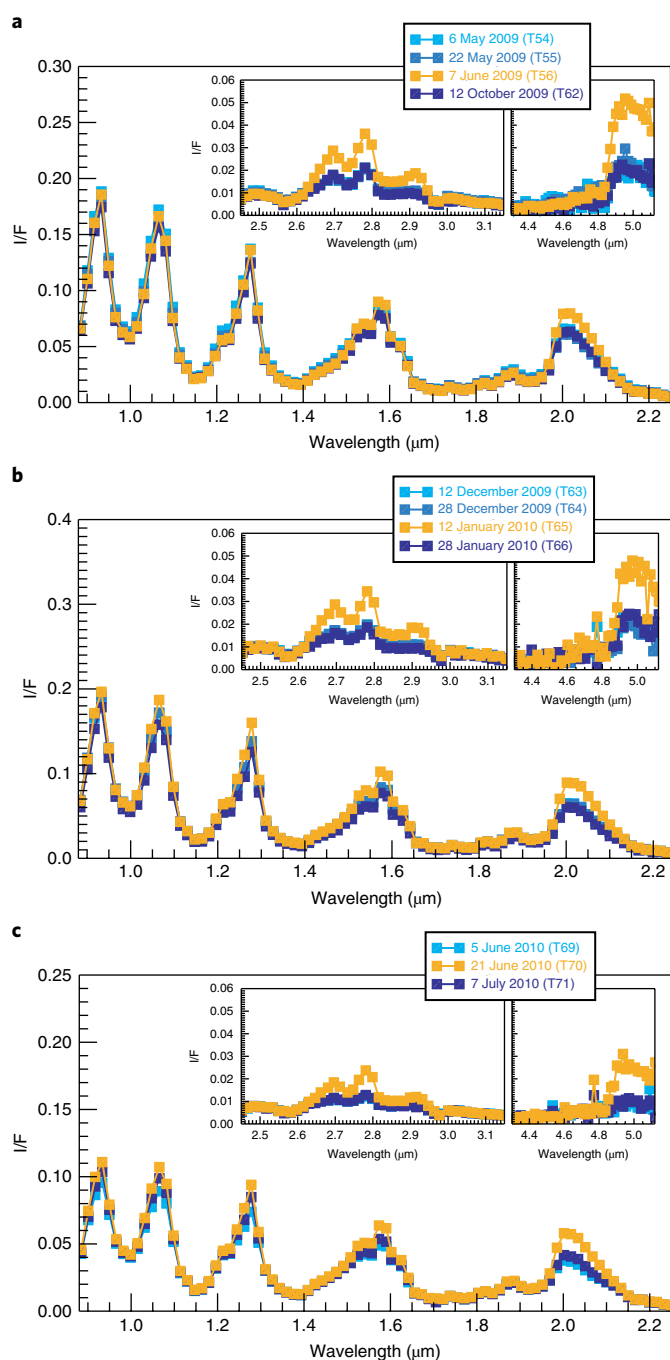 a
6 May 2009 (T54)
22 May 2009 (T55)
7 June 2009 (T56)
12 October 2009 (T62)
0.30
0.25
0.20
0.15
0.10
0.05
0.00
I/F
0.06
0.05
0.04
0.03
0.02
0.01
0.00
I/F
2.5 2.6 2.7 2.8 2.9 3.0 3.1
Wavelength (μm)
4.4 4.6 4.8 5.0
Wavelength (μm)
1.0 1.2 1.4 1.6 1.8 2.0 2.2
Wavelength (μm)
b
12 December 2009 (T63)
28 December 2009 (T64)
12 January 2010 (T65)
28 January 2010 (T66)
0.4
0.3
0.2
0.1
0.0
I/F
0.06
0.05
0.04
0.03
0.02
0.01
0.00
I/F
2.5 2.6 2.7 2.8 2.9 3.0 3.1
Wavelength (μm)
4.4 4.6 4.8 5.0
Wavelength (μm)
1.0 1.2 1.4 1.6 1.8 2.0 2.2
Wavelength (μm)
c
5 June 2010 (T69)
21 June 2010 (T70)
7 July 2010 (T71)
0.25
0.20
0.15
0.10
0.05
0.00
I/F
0.06
0.05
0.04
0.03
0.02
0.01
0.00
I/F
2.5 2.6 2.7 2.8 2.9 3.0 3.1
Wavelength (μm)
4.4 4.6 4.8 5.0
Wavelength (μm)
1.0 1.2 1.4 1.6 1.8 2.0 2.2
Wavelength (μm)